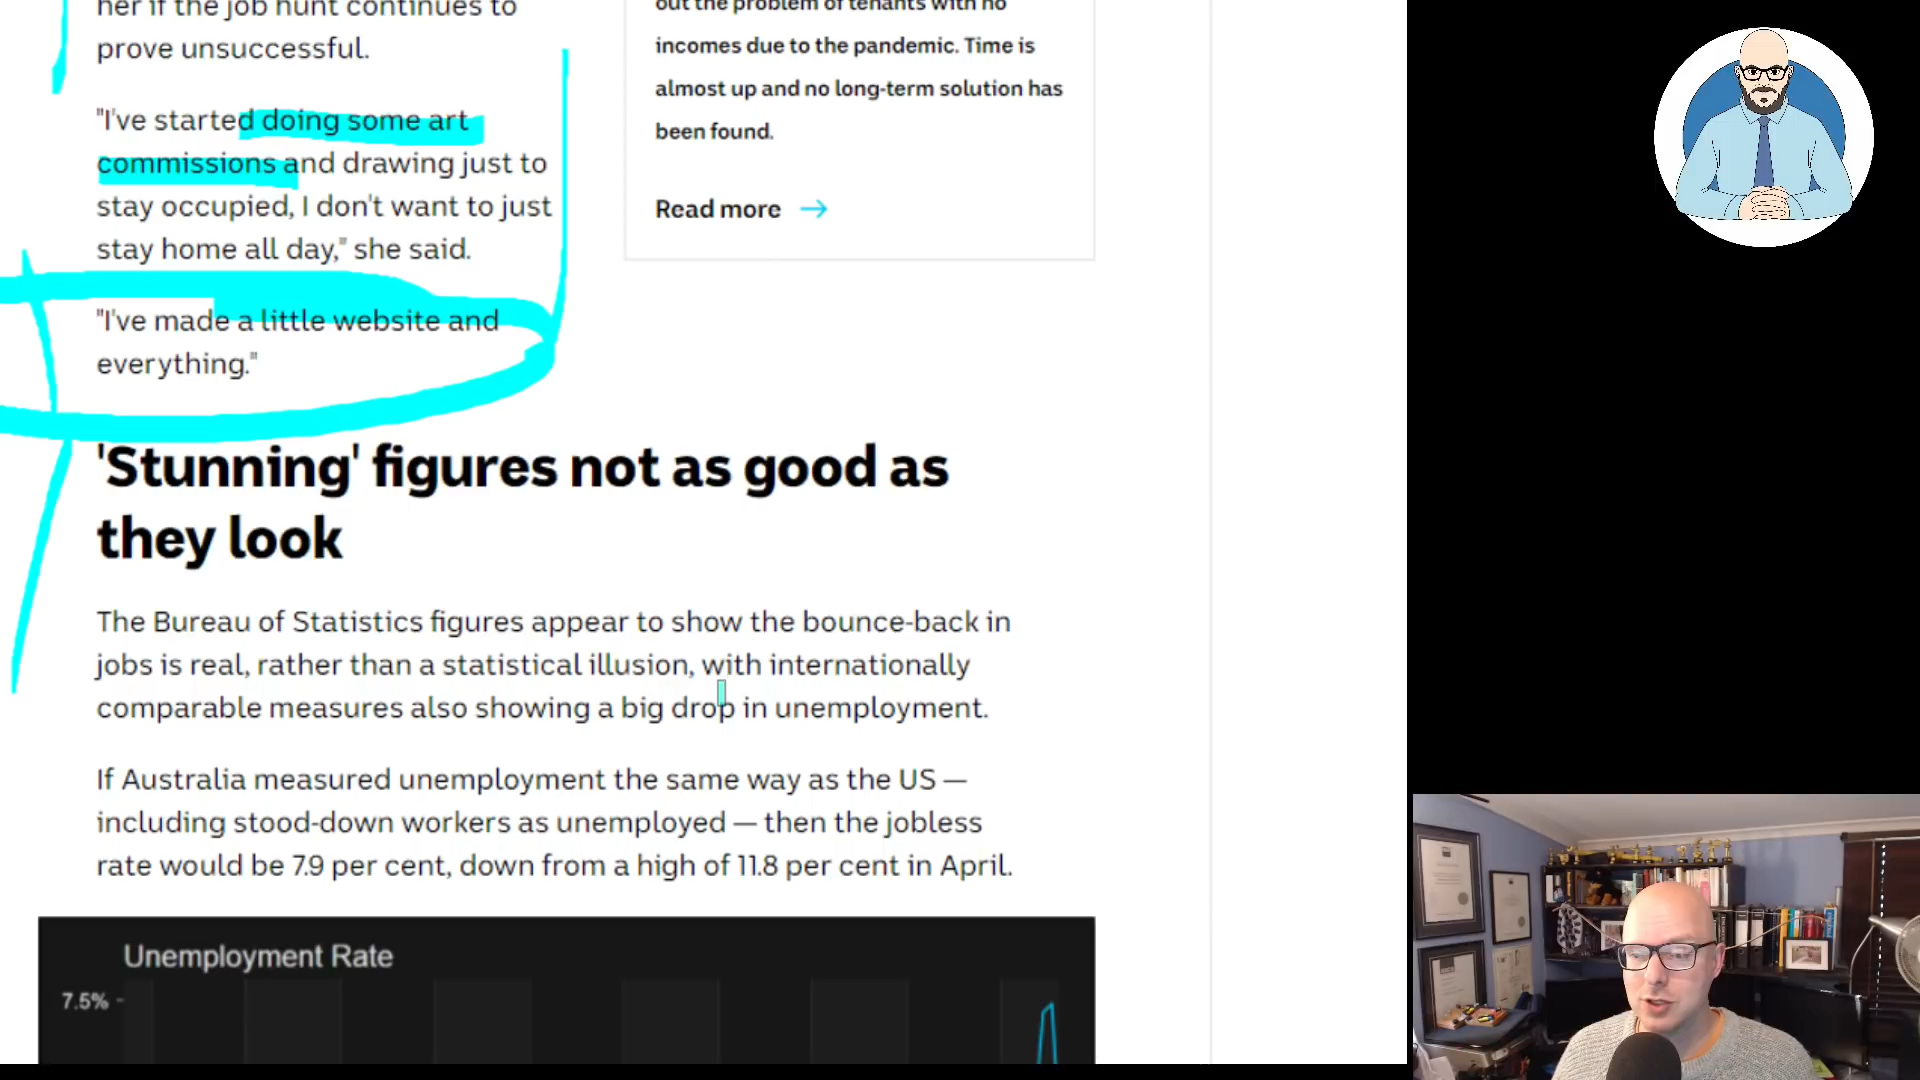 her if the job hunt continues to
prove unsuccessful.
"I've started doing some art
commissions and drawing just to
stay occupied, I don't want to just
stay home all day," she said.
"I've made a little website and
everything."
out the problem of tenants with no
incomes due to the pandemic. Time is
almost up and no long-term solution has
been found.
Read more →
'Stunning' figures not as good as
they look
The Bureau of Statistics figures appear to show the bounce-back in
jobs is real, rather than a statistical illusion, with internationally
comparable measures also showing a big drop in unemployment.
If Australia measured unemployment the same way as the US —
including stood-down workers as unemployed — then the jobless
rate would be 7.9 per cent, down from a high of 11.8 per cent in April.
Unemployment Rate
7.5%